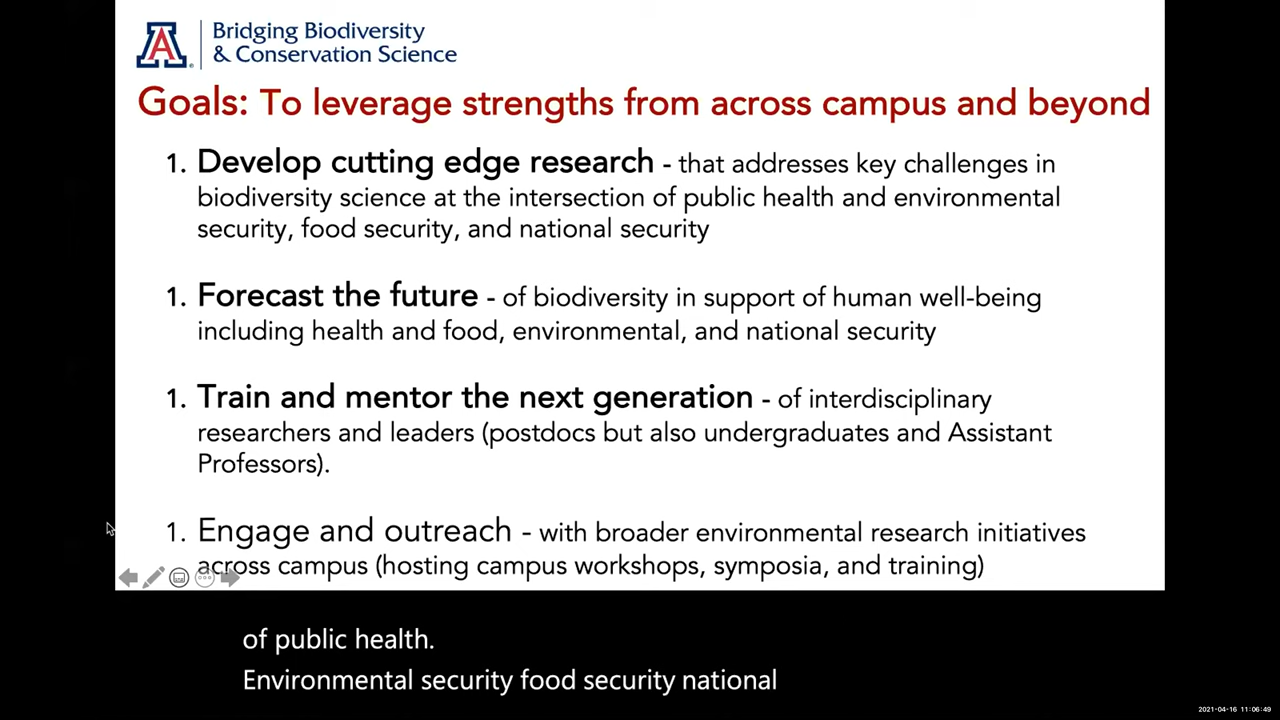 A
Bridging Biodiversity
& Conservation Science
Goals: To leverage strengths from across campus and beyond
1. Develop cutting edge research - that addresses key challenges in
biodiversity science at the intersection of public health and environmental
security, food security, and national security
1. Forecast the future - of biodiversity in support of human well-being
including health and food, environmental, and national security
1. Train and mentor the next generation - of interdisciplinary
researchers and leaders (postdocs but also undergraduates and Assistant
Professors).
1. Engage and outreach - with broader environmental research initiatives
across campus (hosting campus workshops, symposia, and training)
of public health.
Environmental security food security national
2021-04-16 11:06:49